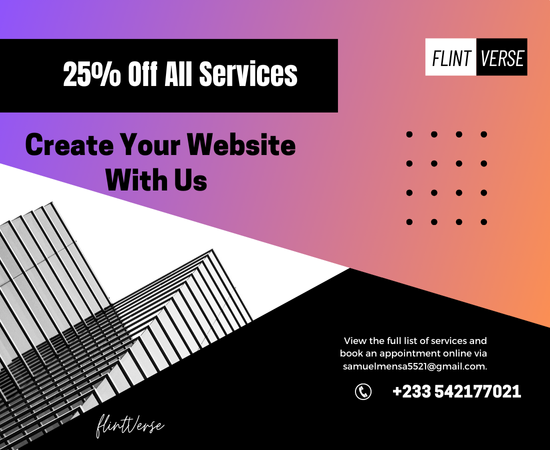 25% Off All Services
FLINT VERSE
Create Your Website
With Us
View the full list of services and
book an appointment online via
samuelmensa5521@gmail.com.
+233 542177021
flintVerse